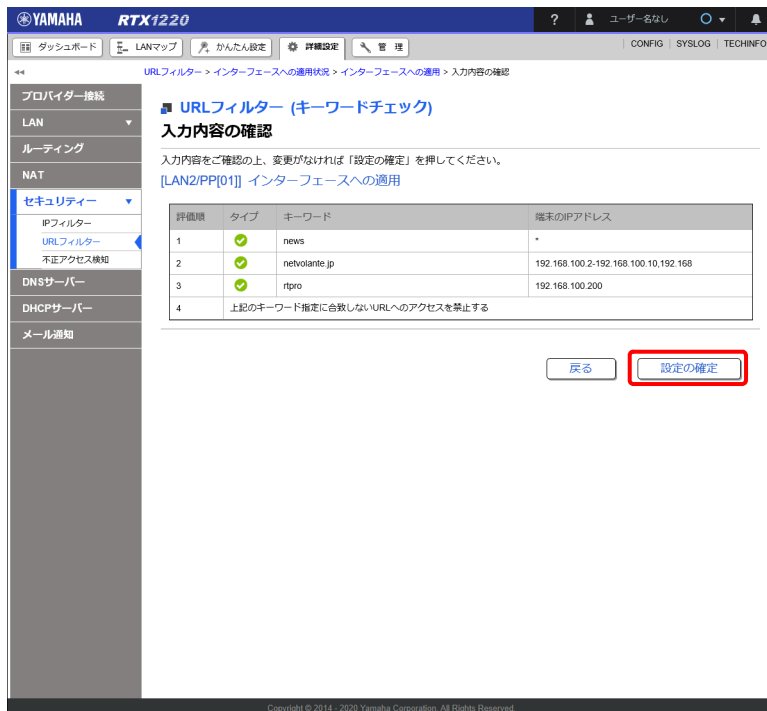 YAMAHA RTX1220 ? ユーザー名なし
ダッシュボード LANマップ かんたん設定 詳細設定 管 理 CONFIG SYSLOG TECHINFO
URLフィルター > インターフェースへの適用状況 > インターフェースへの適用 > 入力内容の確認
プロバイダー接続
LAN
ルーティング
NAT
セキュリティー
IPフィルター
URLフィルター
不正アクセス検知
DNSサーバー
DHCPサーバー
メール通知
URLフィルター (キーワードチェック)
入力内容の確認
入力内容をご確認の上、変更がなければ「設定の確定」を押してください。
[LAN2/PP[01]] インターフェースへの適用
評価順 タイプ キーワード 端末のIPアドレス
1 news *
2 netvolante.jp 192.168.100.2-192.168.100.10,192.168
3 rtpro 192.168.100.200
4 上記のキーワード指定に合致しないURLへのアクセスを禁止する
戻る 設定の確定
Copyright © 2014 - 2020 Yamaha Corporation. All Rights Reserved.